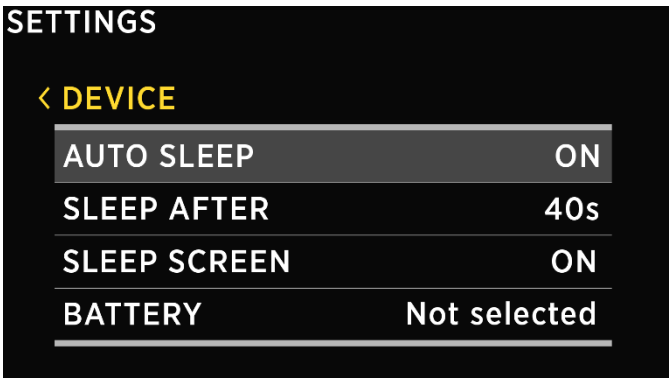 SETTINGS
< DEVICE
AUTO SLEEP ON
SLEEP AFTER 40s
SLEEP SCREEN ON
BATTERY Not selected